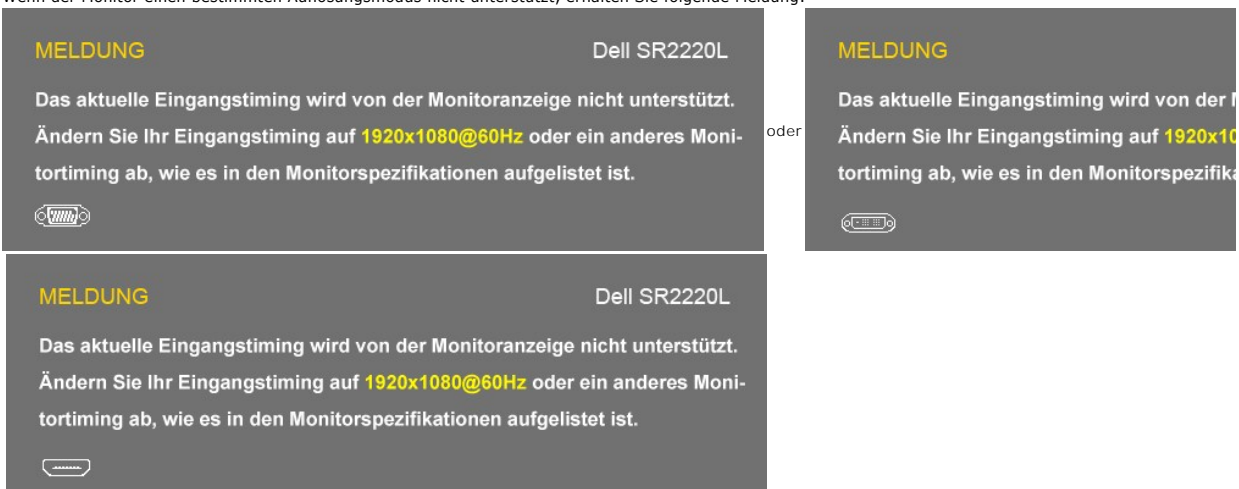 Wenn der Monitor einen bestimmten Auflösungsmodus nicht unterstützt, erhalten Sie folgende Meldung:
MELDUNG Dell SR2220L
Das aktuelle Eingangstiming wird von der Monitoranzeige nicht unterstützt.
Ändern Sie Ihr Eingangstiming auf 1920x1080@60Hz oder ein anderes Moni-
tortiming ab, wie es in den Monitorspezifikationen aufgelistet ist.
oder
MELDUNG
Das aktuelle Eingangstiming wird von der
Ändern Sie Ihr Eingangstiming auf 1920x10
tortiming ab, wie es in den Monitorspezifika
MELDUNG Dell SR2220L
Das aktuelle Eingangstiming wird von der Monitoranzeige nicht unterstützt.
Ändern Sie Ihr Eingangstiming auf 1920x1080@60Hz oder ein anderes Moni-
tortiming ab, wie es in den Monitorspezifikationen aufgelistet ist.